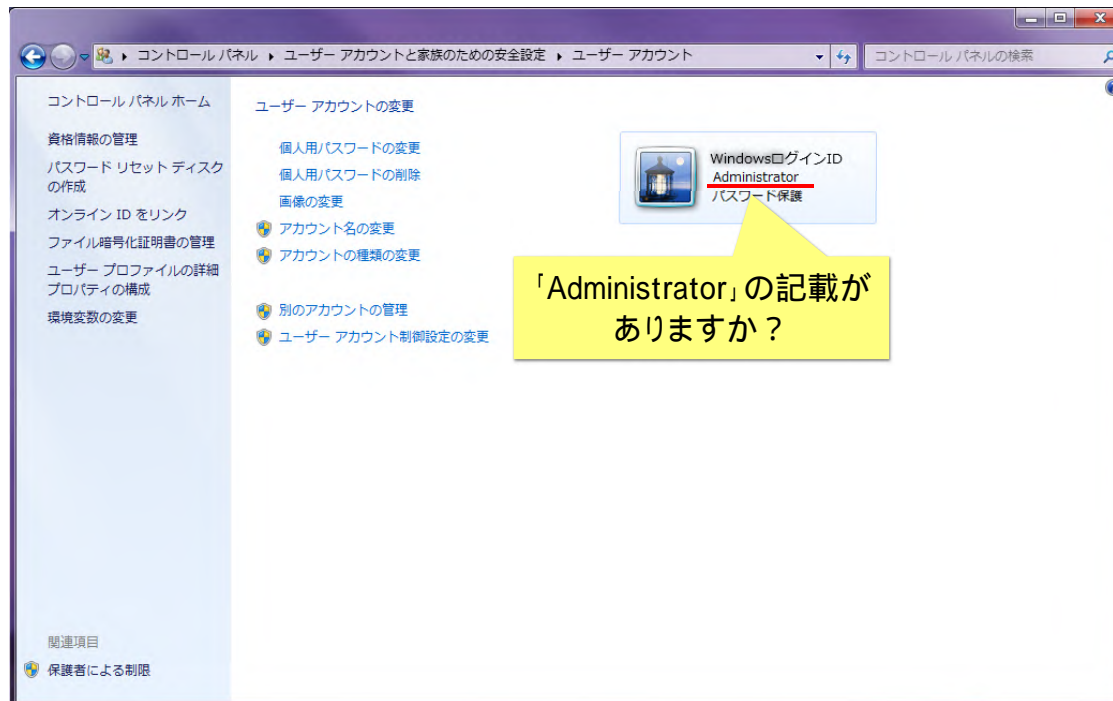 コントロール パネル ▸ ユーザー アカウントと家族のための安全設定 ▸ ユーザー アカウント
コントロール パネルの検索
コントロール パネル ホーム
資格情報の管理
パスワード リセット ディスク
の作成
オンライン ID をリンク
ファイル暗号化証明書の管理
ユーザー プロファイルの詳細
プロパティの構成
環境変数の変更
ユーザー アカウントの変更
個人用パスワードの変更
個人用パスワードの削除
画像の変更
アカウント名の変更
アカウントの種類の変更
別のアカウントの管理
ユーザー アカウント制御設定の変更
WindowsログインID
Administrator
パスワード保護
「Administrator」の記載が
ありますか？
関連項目
保護者による制限